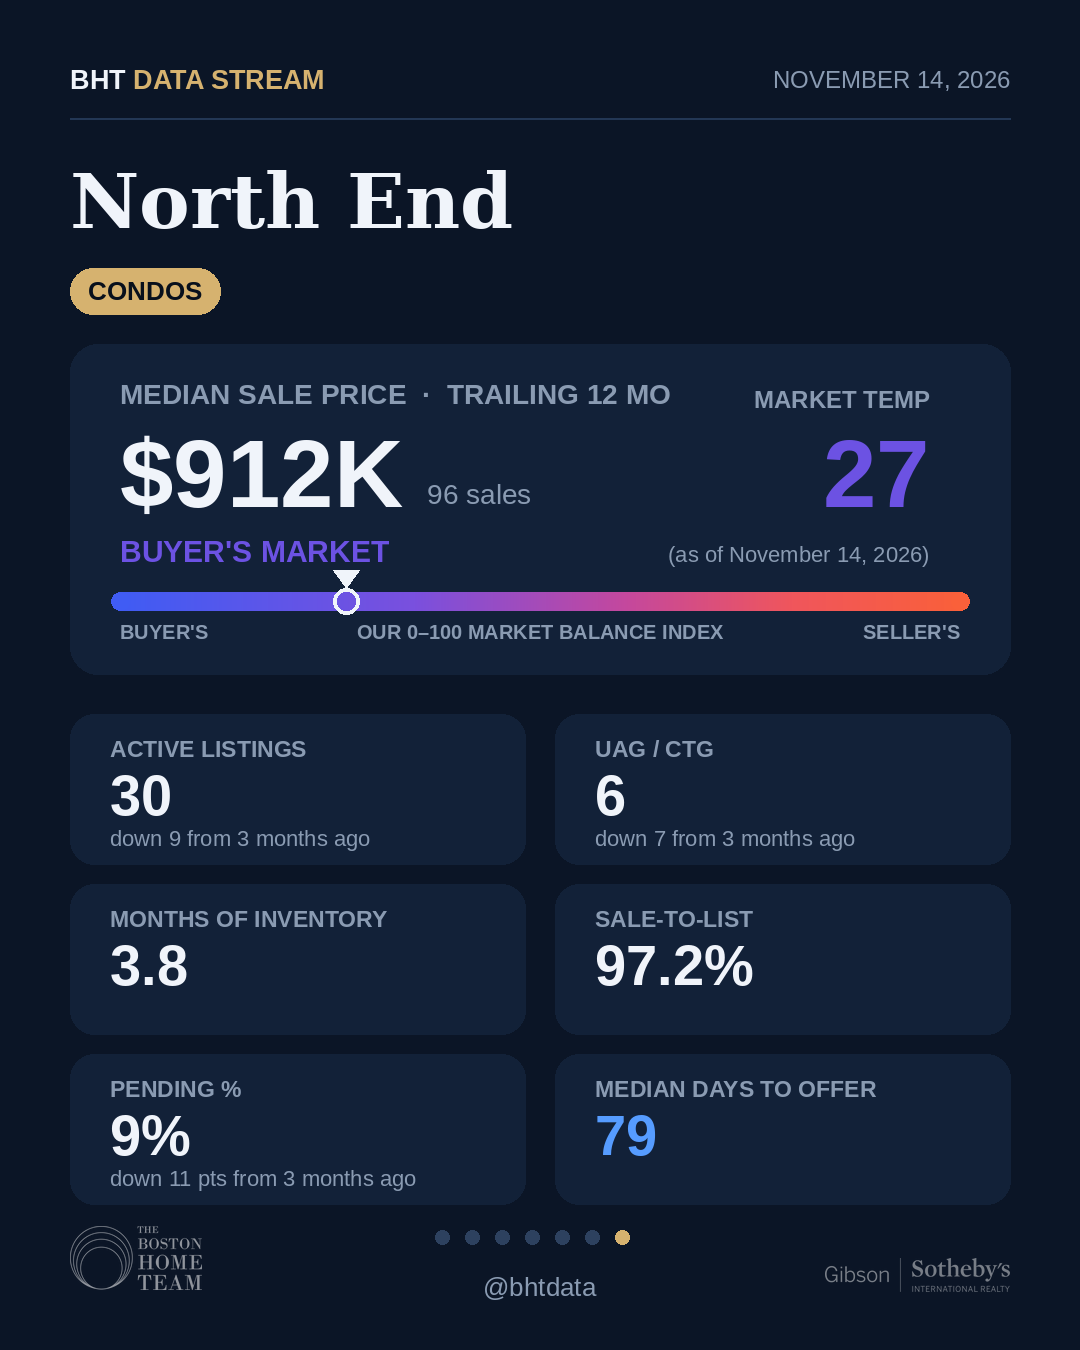 BHT DATA STREAM
NOVEMBER 14, 2026
North End
CONDOS
MEDIAN SALE PRICE · TRAILING 12 MO
MARKET TEMP
$912K 96 sales
27
BUYER'S MARKET
(as of November 14, 2026)
BUYER'S
OUR 0–100 MARKET BALANCE INDEX
SELLER'S
ACTIVE LISTINGS
30
down 9 from 3 months ago
UAG / CTG
6
down 7 from 3 months ago
MONTHS OF INVENTORY
3.8
SALE-TO-LIST
97.2%
PENDING %
9%
down 11 pts from 3 months ago
MEDIAN DAYS TO OFFER
79
THE
BOSTON
HOME
TEAM
@bhtdata
Gibson
Sotheby's
INTERNATIONAL REALTY